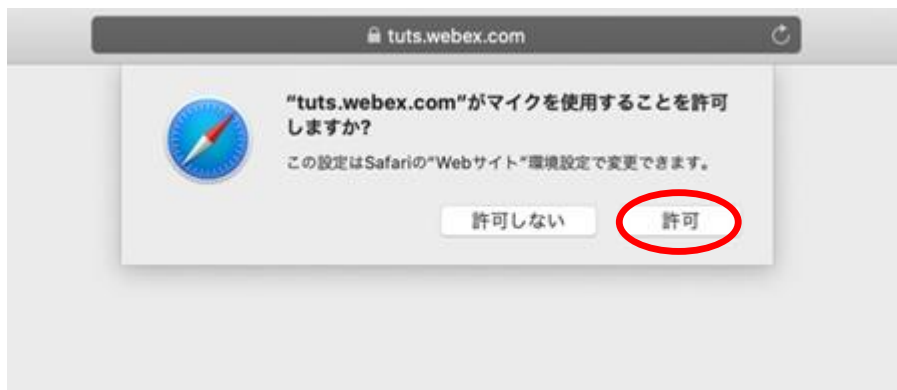 tuts.webex.com
"tuts.webex.com"がマイクを使用することを許可
しますか?
この設定はSafariの"Webサイト"環境設定で変更できます。
許可しない 許可